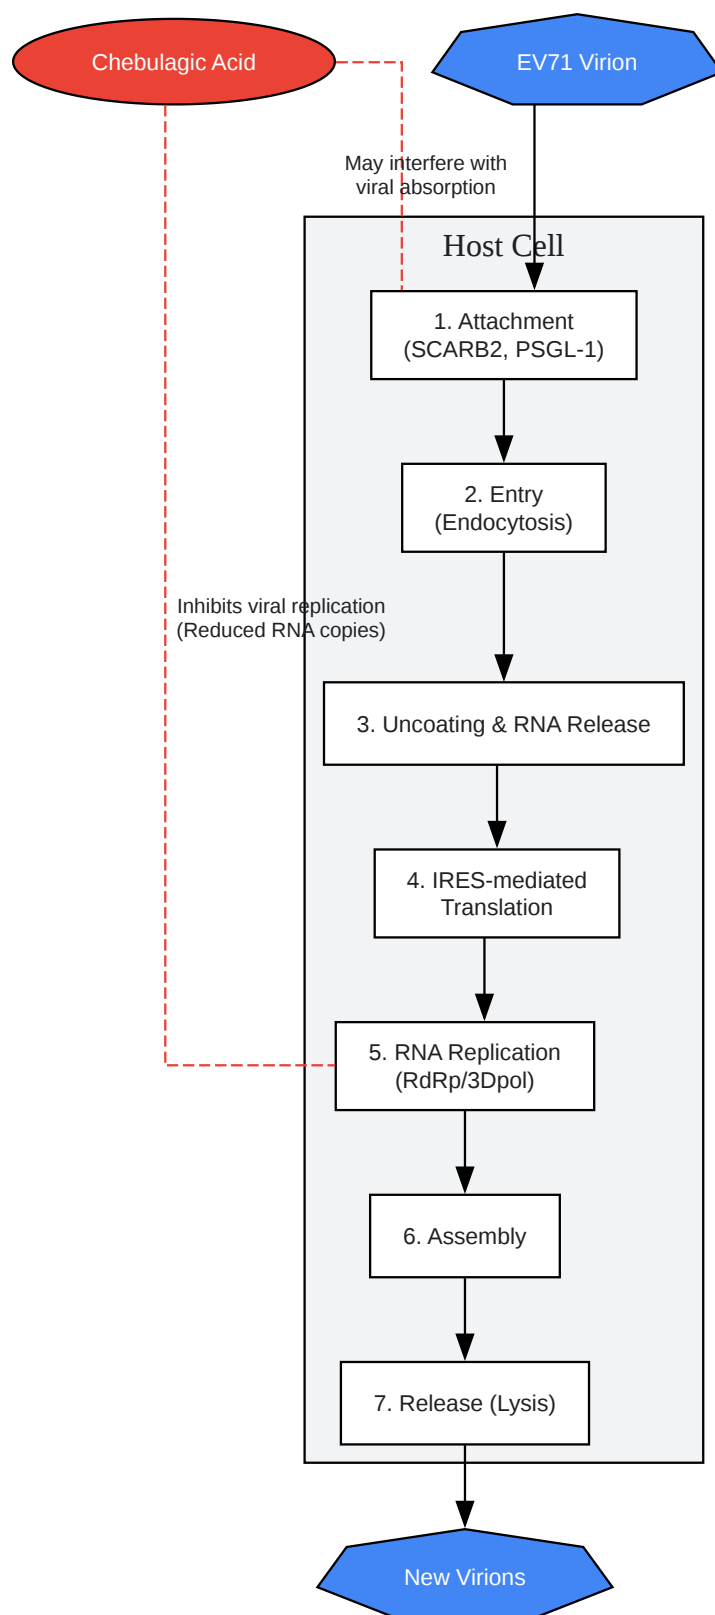 Chebulagic Acid
EV71 Virion
May interfere with
viral absorption
Host Cell
1. Attachment
(SCARB2, PSGL-1)
2. Entry
(Endocytosis)
Inhibits viral replication
(Reduced RNA copies)
3. Uncoating & RNA Release
4. IRES-mediated
Translation
5. RNA Replication
(RdRp/3Dpol)
6. Assembly
7. Release (Lysis)
New Virions